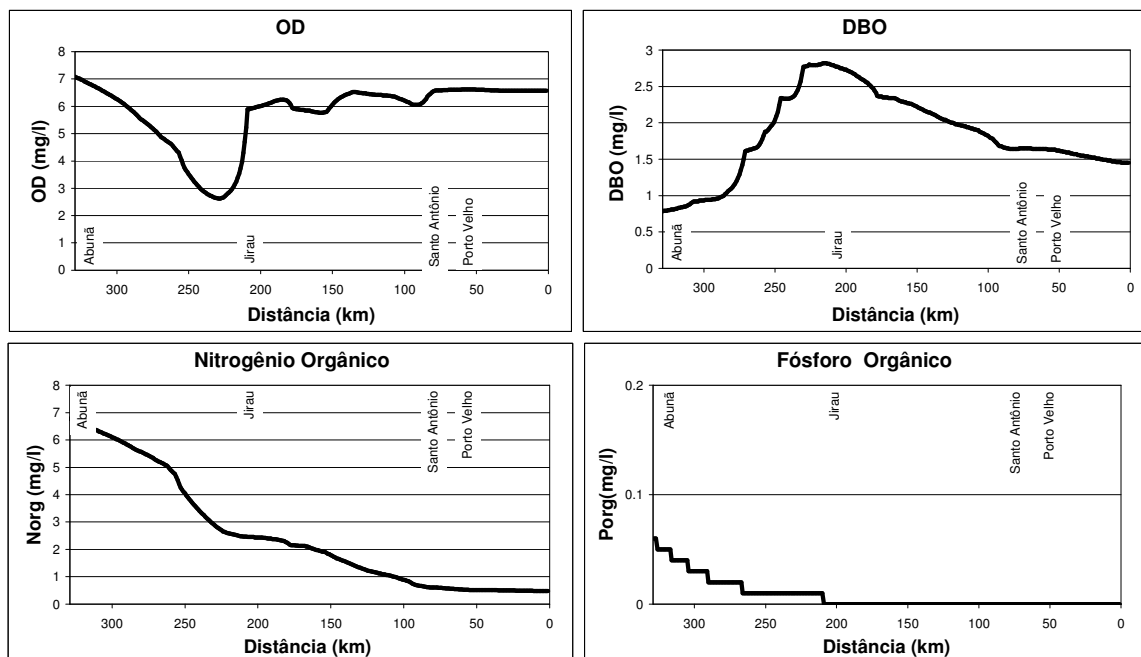 OD
8
7
6
5
4
3
2
1
0
OD (mg/l)
Abunã
Jirau
Santo Antônio
Porto Velho
300 250 200 150 100 50 0
Distância (km)
DBO
3
2.5
2
1.5
1
0.5
0
DBO (mg/l)
Abunã
Jirau
Santo Antônio
Porto Velho
300 250 200 150 100 50 0
Distância (km)
Nitrogênio Orgânico
8
7
6
5
4
3
2
1
0
Norg (mg/l)
Abunã
Jirau
Santo Antônio
Porto Velho
300 250 200 150 100 50 0
Distância (km)
Fósforo Orgânico
0.2
0.1
0
Porg(mg/l)
Abunã
Jirau
Santo Antônio
Porto Velho
300 250 200 150 100 50 0
Distância (km)